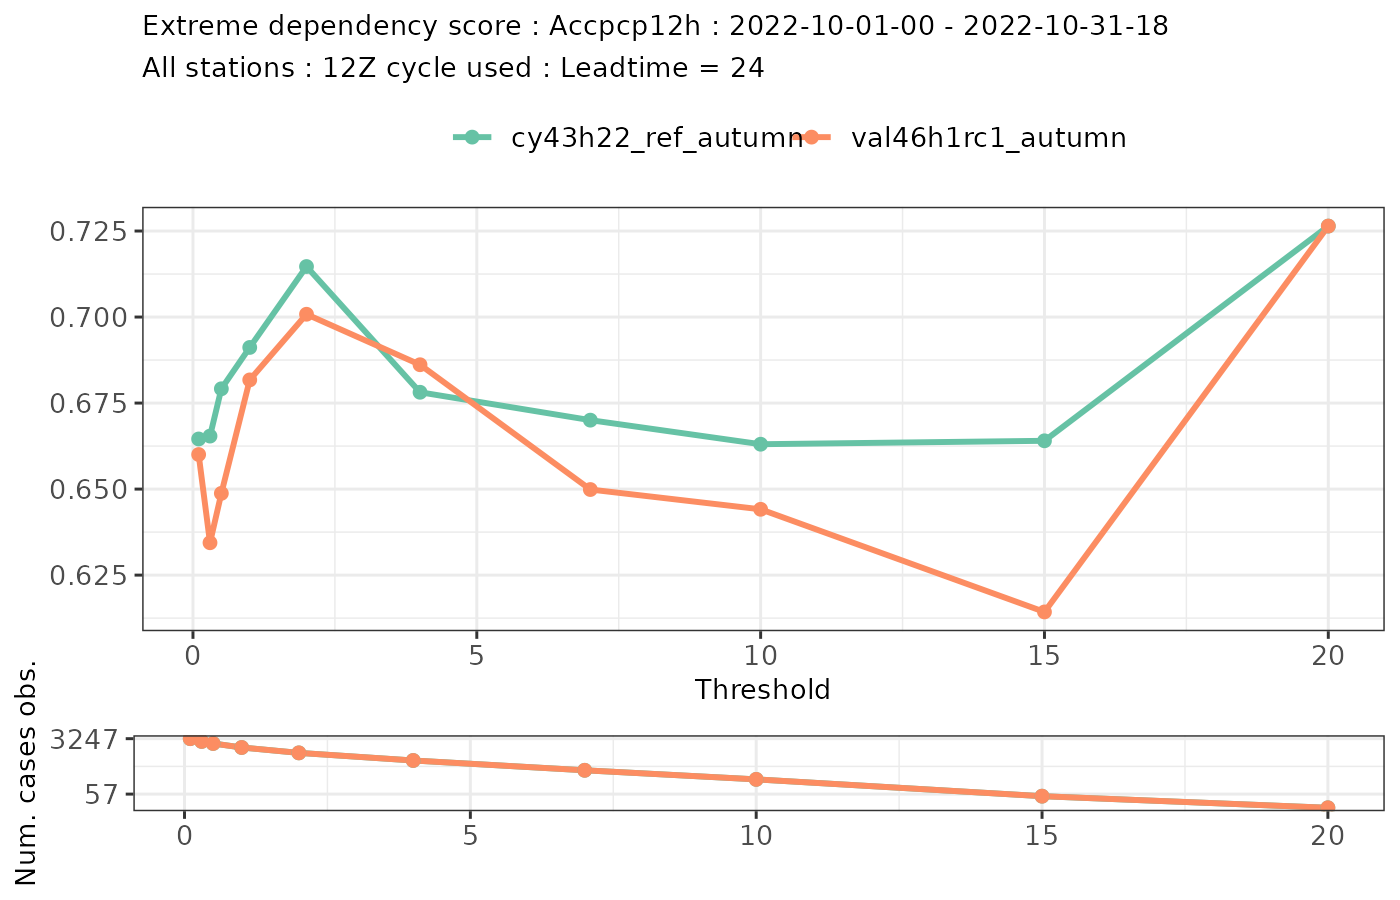 Extreme dependency score : Accpcp12h : 2022-10-01-00 - 2022-10-31-18
All stations : 12Z cycle used : Leadtime = 24
cy43h22_ref_autumn val46h1rc1_autumn
0.725
0.700
0.675
0.650
0.625
0 5 10 15 20
Threshold
Num. cases obs.
3247
57
0 5 10 15 20